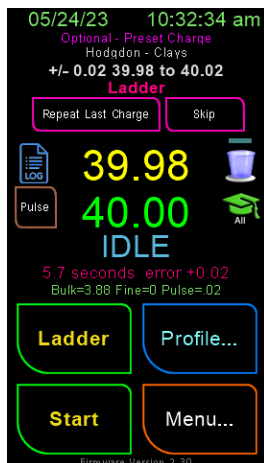 05/24/23 10:32:34 am
Optional - Preset Charge
Hodgdon - Clays
+/- 0.02 39.98 to 40.02
Ladder
Repeat Last Charge Skip
LOG 39.98
Pulse 40.00 All
IDLE
5.7 seconds error +0.02
Bulk=3.88 Fine=0 Pulse=.02
Ladder Profile...
Start Menu...
Firmware Version 2.30